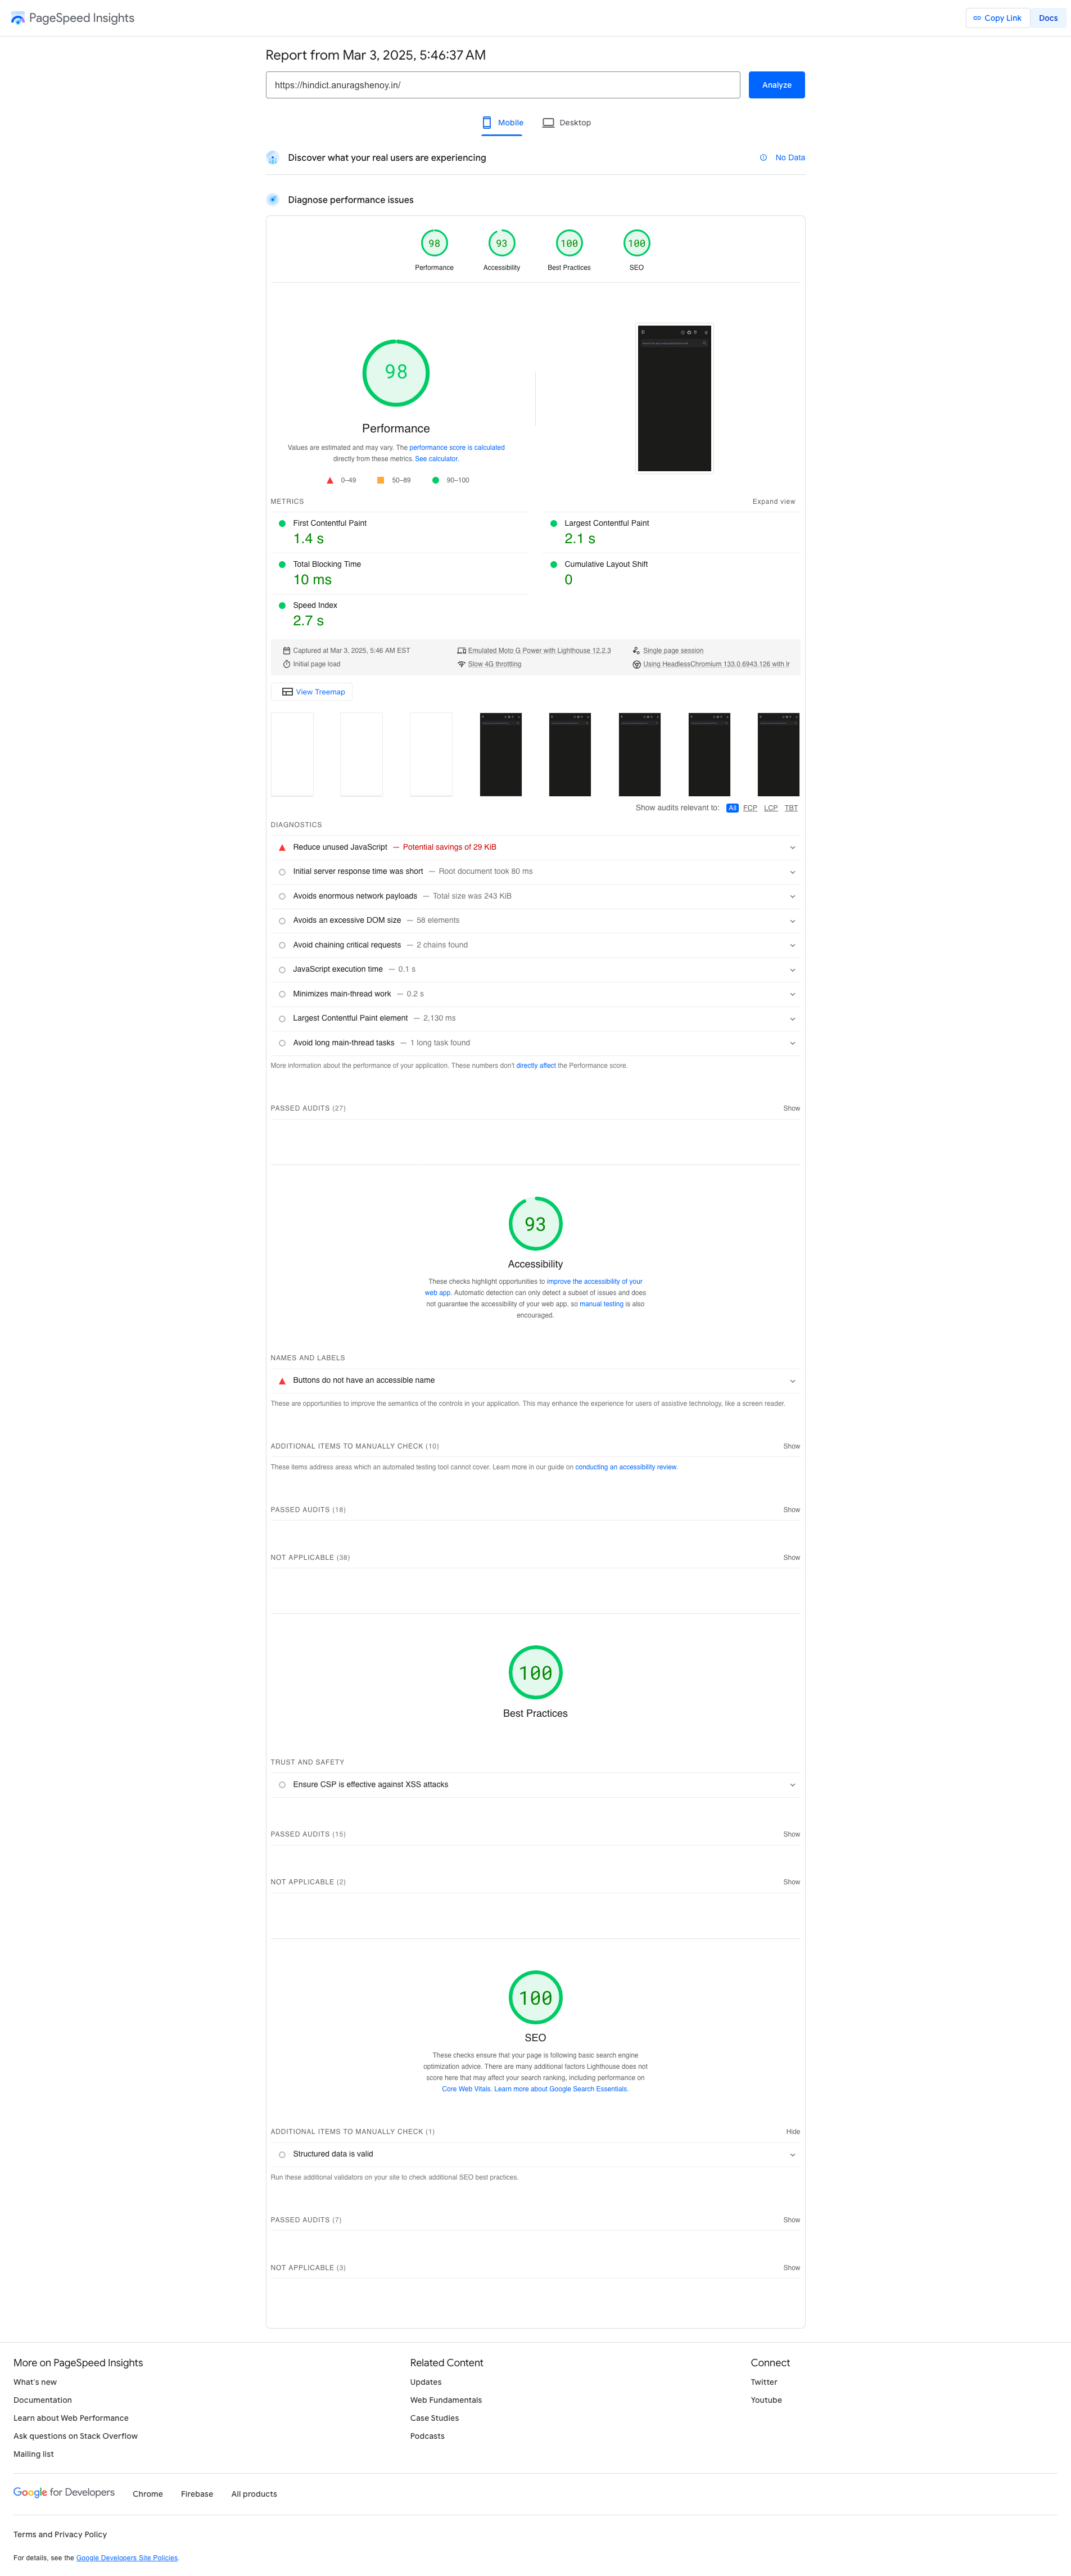 PageSpeed Insights
Copy Link
Docs
Report from Mar 3, 2025, 5:46:37 AM
https://hindict.anuragshenoy.in/
Analyze
Mobile
Desktop
Discover what your real users are experiencing
No Data
Diagnose performance issues
98
93
100
100
Performance
Accessibility
Best Practices
SEO
98
Performance
Values are estimated and may vary. The performance score is calculated
directly from these metrics. See calculator.
0–49
50–89
90–100
METRICS
Expand view
First Contentful Paint
1.4 s
Largest Contentful Paint
2.1 s
Total Blocking Time
10 ms
Cumulative Layout Shift
0
Speed Index
2.7 s
Captured at Mar 3, 2025, 5:46 AM EST
Emulated Moto G Power with Lighthouse 12.2.3
Single page session
Initial page load
Slow 4G throttling
Using HeadlessChromium 133.0.6943.126 with lr
View Treemap
Show audits relevant to: All FCP LCP TBT
DIAGNOSTICS
Reduce unused JavaScript — Potential savings of 29 KiB
Initial server response time was short — Root document took 80 ms
Avoids enormous network payloads — Total size was 243 KiB
Avoids an excessive DOM size — 58 elements
Avoid chaining critical requests — 2 chains found
JavaScript execution time — 0.1 s
Minimizes main-thread work — 0.2 s
Largest Contentful Paint element — 2,130 ms
Avoid long main-thread tasks — 1 long task found
More information about the performance of your application. These numbers don't directly affect the Performance score.
PASSED AUDITS (27)
Show
93
Accessibility
These checks highlight opportunities to improve the accessibility of your
web app. Automatic detection can only detect a subset of issues and does
not guarantee the accessibility of your web app, so manual testing is also
encouraged.
NAMES AND LABELS
Buttons do not have an accessible name
These are opportunities to improve the semantics of the controls in your application. This may enhance the experience for users of assistive technology, like a screen reader.
ADDITIONAL ITEMS TO MANUALLY CHECK (10)
Show
These items address areas which an automated testing tool cannot cover. Learn more in our guide on conducting an accessibility review.
PASSED AUDITS (18)
Show
NOT APPLICABLE (38)
Show
100
Best Practices
TRUST AND SAFETY
Ensure CSP is effective against XSS attacks
PASSED AUDITS (15)
Show
NOT APPLICABLE (2)
Show
100
SEO
These checks ensure that your page is following basic search engine
optimization advice. There are many additional factors Lighthouse does not
score here that may affect your search ranking, including performance on
Core Web Vitals. Learn more about Google Search Essentials.
ADDITIONAL ITEMS TO MANUALLY CHECK (1)
Hide
Structured data is valid
Run these additional validators on your site to check additional SEO best practices.
PASSED AUDITS (7)
Show
NOT APPLICABLE (3)
Show
More on PageSpeed Insights
What's new
Documentation
Learn about Web Performance
Ask questions on Stack Overflow
Mailing list
Related Content
Updates
Web Fundamentals
Case Studies
Podcasts
Connect
Twitter
Youtube
Google for Developers
Chrome
Firebase
All products
Terms and Privacy Policy
For details, see the Google Developers Site Policies.